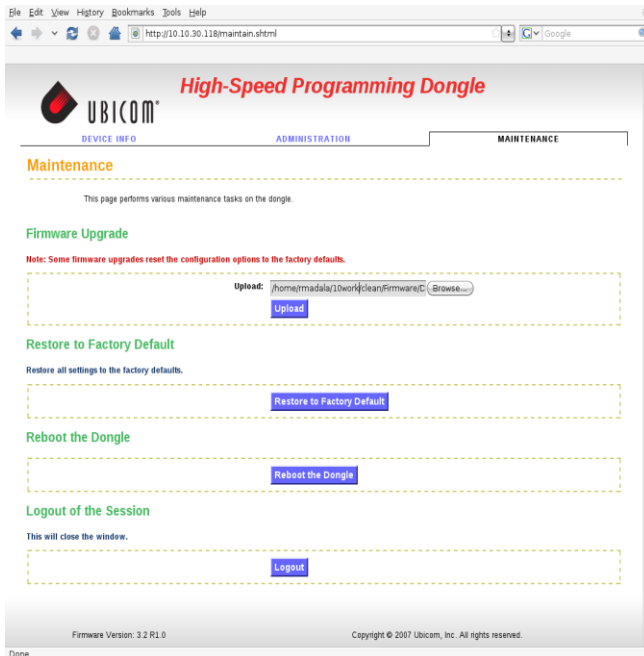 File Edit View History Bookmarks Tools Help
http://10.10.30.118/maintain.shtml
G Google
High-Speed Programming Dongle
UBICOM®
DEVICE INFO ADMINISTRATION MAINTENANCE
Maintenance
This page performs various maintenance tasks on the dongle.
Firmware Upgrade
Note: Some firmware upgrades reset the configuration options to the factory defaults.
Upload: /home/rmadala/10work/clean/Firmware/D Browse...
Upload
Restore to Factory Default
Restore all settings to the factory defaults.
Restore to Factory Default
Reboot the Dongle
Reboot the Dongle
Logout of the Session
This will close the window.
Logout
Firmware Version: 3.2 R1.0 Copyright © 2007 Ubicom, Inc. All rights reserved.
Done